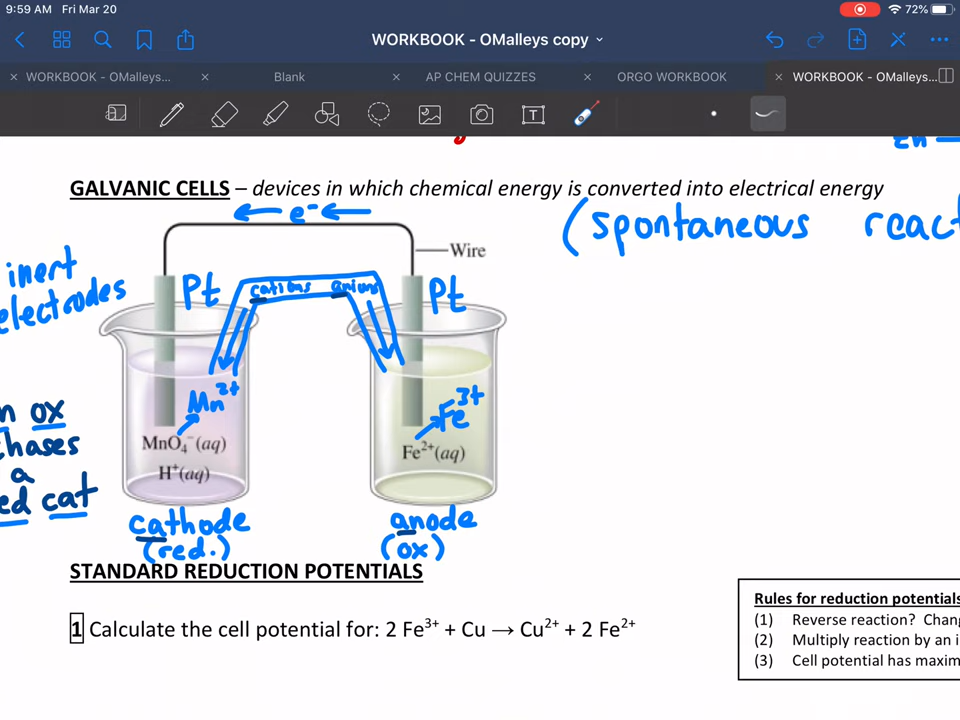 9:59 AM Fri Mar 20
72%
WORKBOOK - OMalleys copy
WORKBOOK - OMalleys...
Blank
AP CHEM QUIZZES
ORGO WORKBOOK
WORKBOOK - OMalleys...
GALVANIC CELLS – devices in which chemical energy is converted into electrical energy
(spontaneous react
← e⁻ ←
Wire
inert
electrodes
Pt
cations anions
Pt
Mn²⁺
Fe³⁺
MnO₄⁻(aq)
H⁺(aq)
Fe²⁺(aq)
n ox
chases
a
red cat
cathode
(red.)
anode
(ox)
STANDARD REDUCTION POTENTIALS
1 Calculate the cell potential for: 2 Fe³⁺ + Cu → Cu²⁺ + 2 Fe²⁺
Rules for reduction potentials
(1) Reverse reaction? Chang
(2) Multiply reaction by an i
(3) Cell potential has maxim